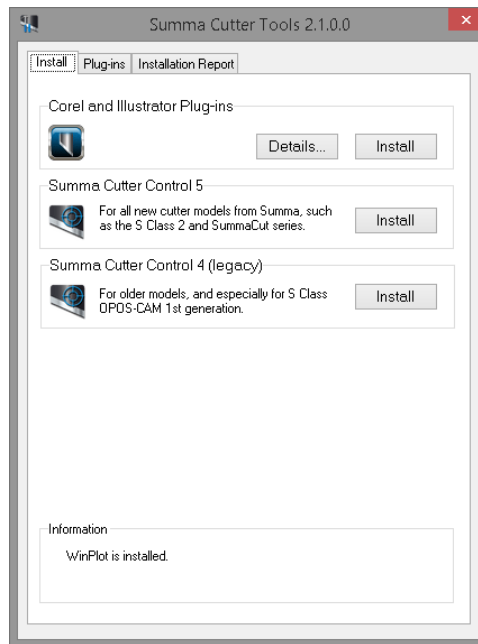 Summa Cutter Tools 2.1.0.0
Install Plug-ins Installation Report
Corel and Illustrator Plug-ins
Details... Install
Summa Cutter Control 5
For all new cutter models from Summa, such
as the S Class 2 and SummaCut series.
Install
Summa Cutter Control 4 (legacy)
For older models, and especially for S Class
OPOS-CAM 1st generation.
Install
Information
WinPlot is installed.